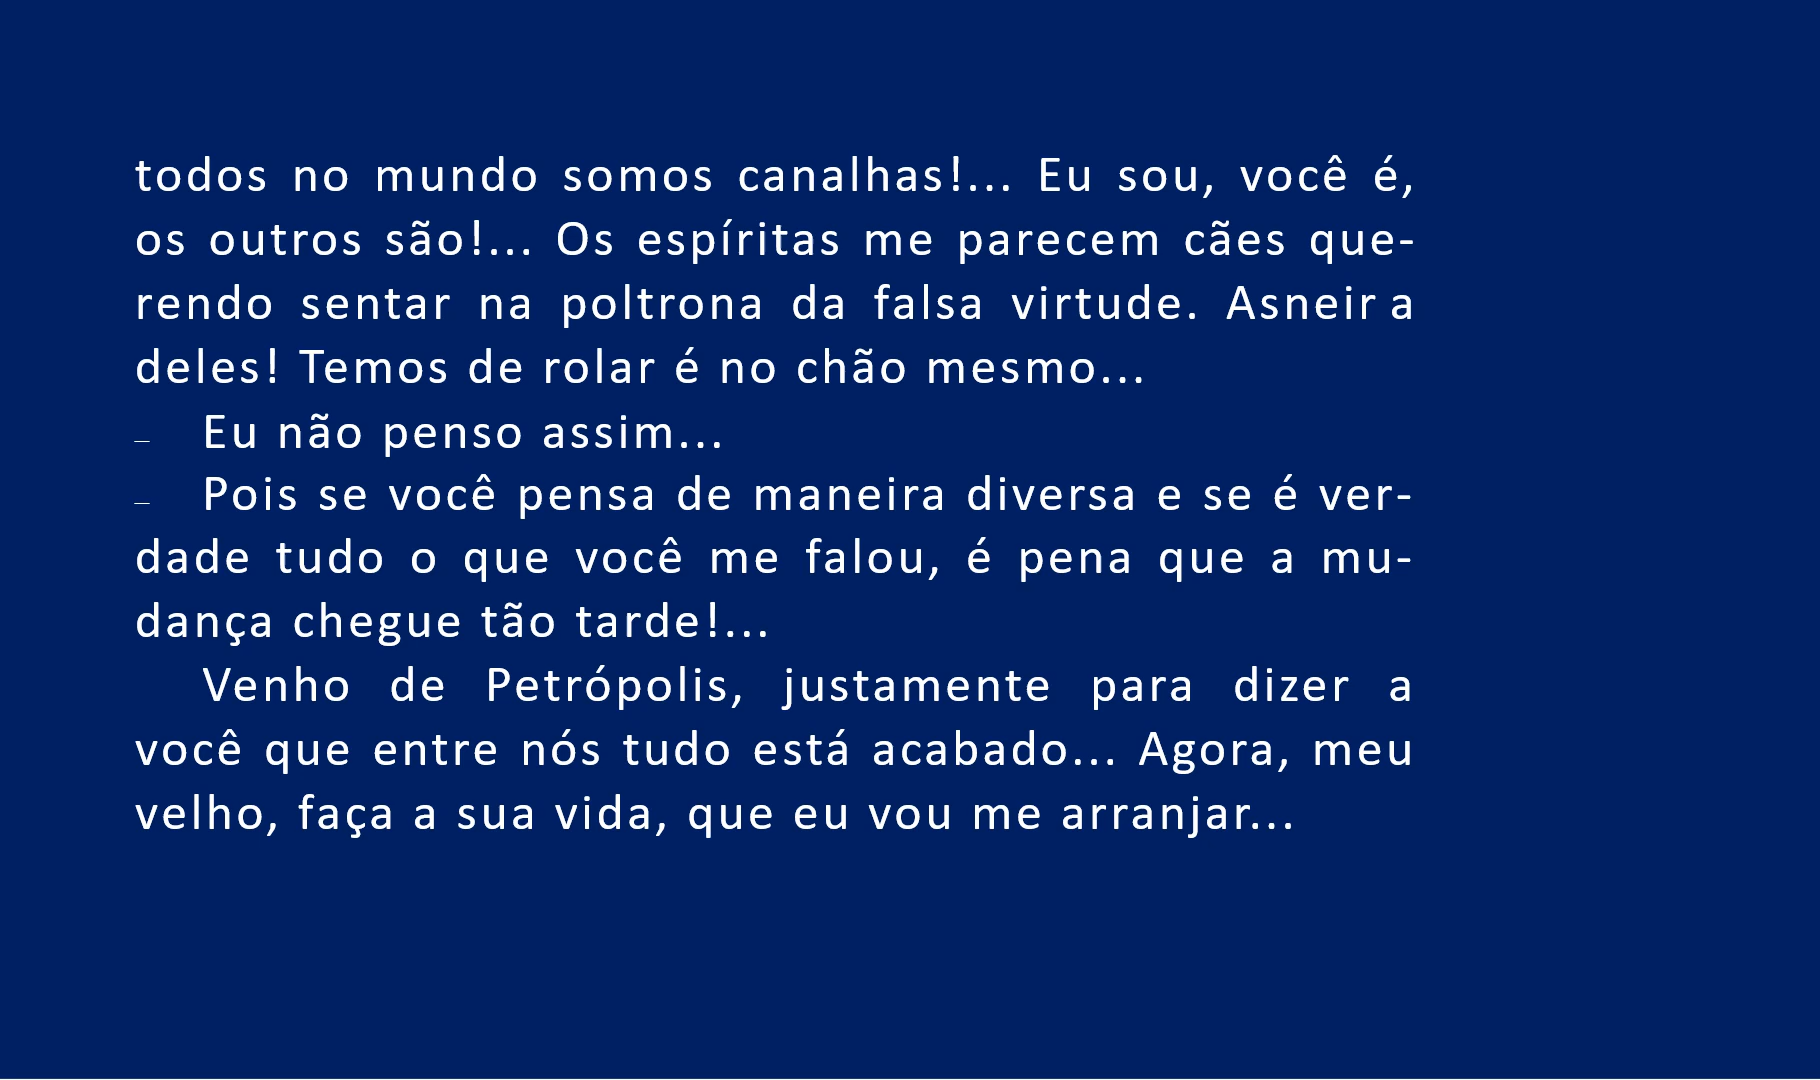 todos no mundo somos canalhas!... Eu sou, você é,
os outros são!... Os espíritas me parecem cães que-
rendo sentar na poltrona da falsa virtude. Asneira
deles! Temos de rolar é no chão mesmo...
– Eu não penso assim...
– Pois se você pensa de maneira diversa e se é ver-
dade tudo o que você me falou, é pena que a mu-
dança chegue tão tarde!...
Venho de Petrópolis, justamente para dizer a
você que entre nós tudo está acabado... Agora, meu
velho, faça a sua vida, que eu vou me arranjar...